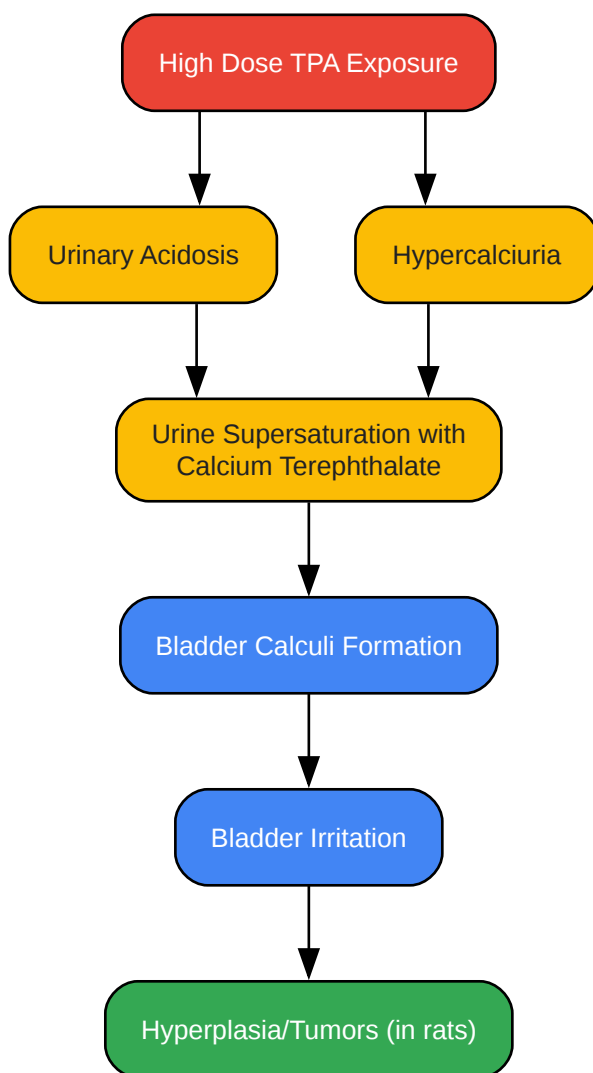 High Dose TPA Exposure
Urinary Acidosis
Hypercalciuria
Urine Supersaturation with
Calcium Terephthalate
Bladder Calculi Formation
Bladder Irritation
Hyperplasia/Tumors (in rats)